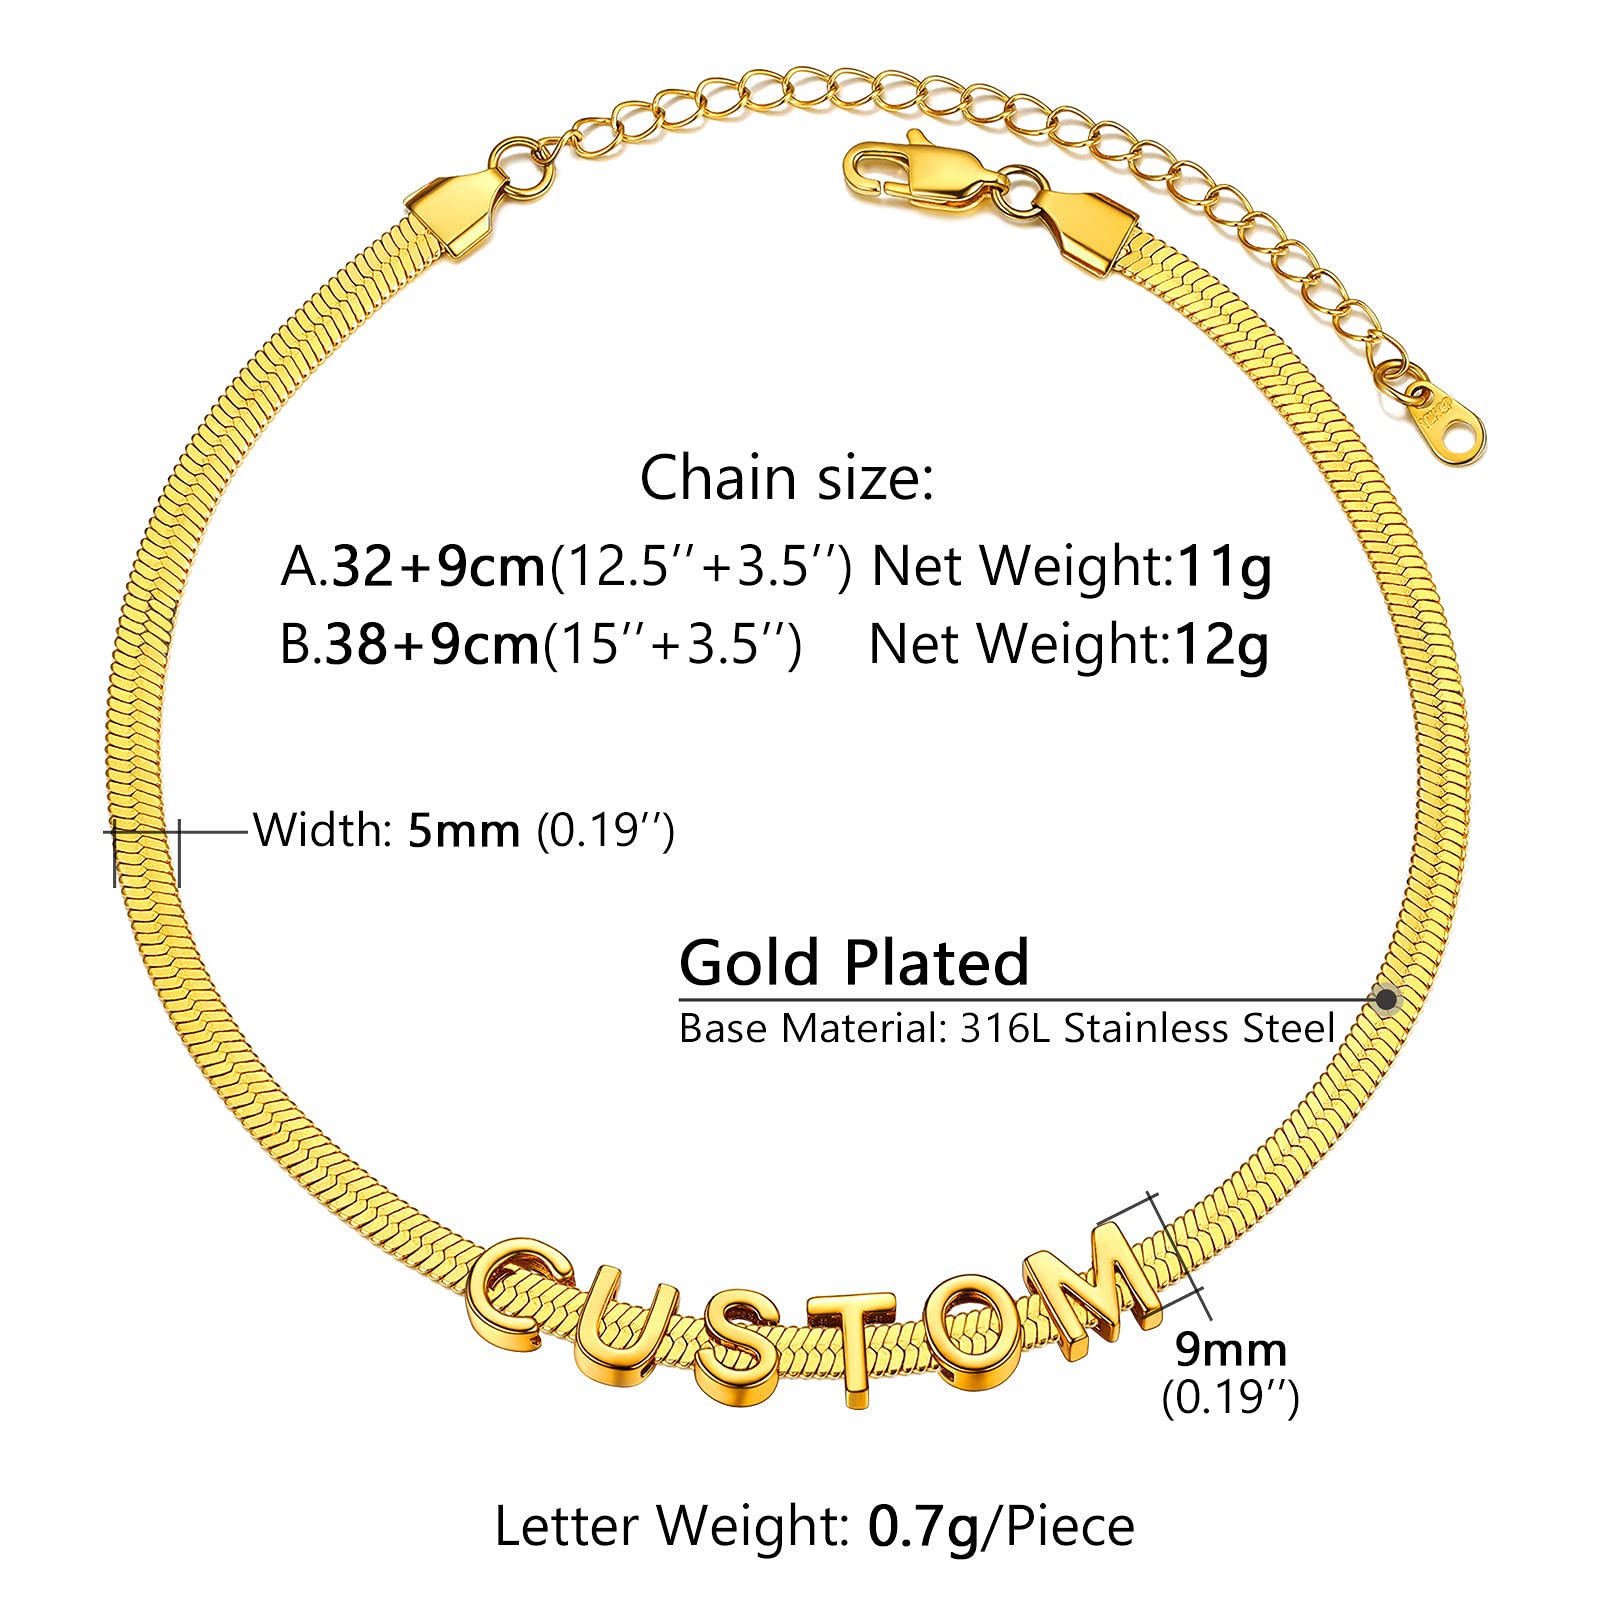 Chain size:
A.32+9cm(12.5′′+3.5′′) Net Weight:11g
B.38+9cm(15′′+3.5′′) Net Weight:12g
Width: 5mm (0.19′′)
Gold Plated
Base Material: 316L Stainless Steel
CUSTOM
9mm
(0.19′′)
Letter Weight: 0.7g/Piece